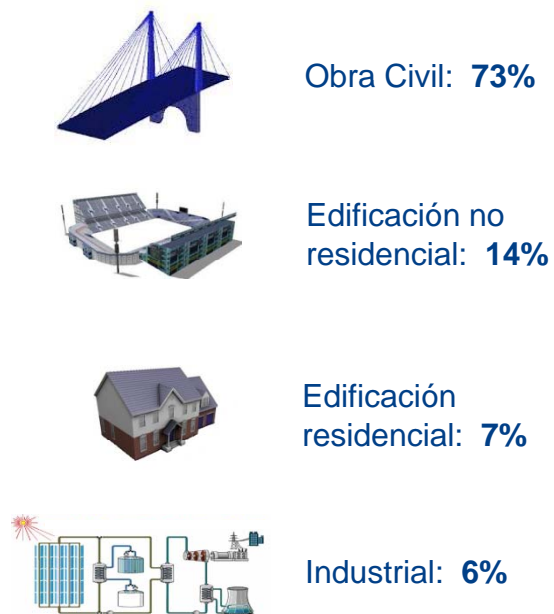 Obra Civil: 73%
Edificación no
residencial: 14%
Edificación
residencial: 7%
Industrial: 6%